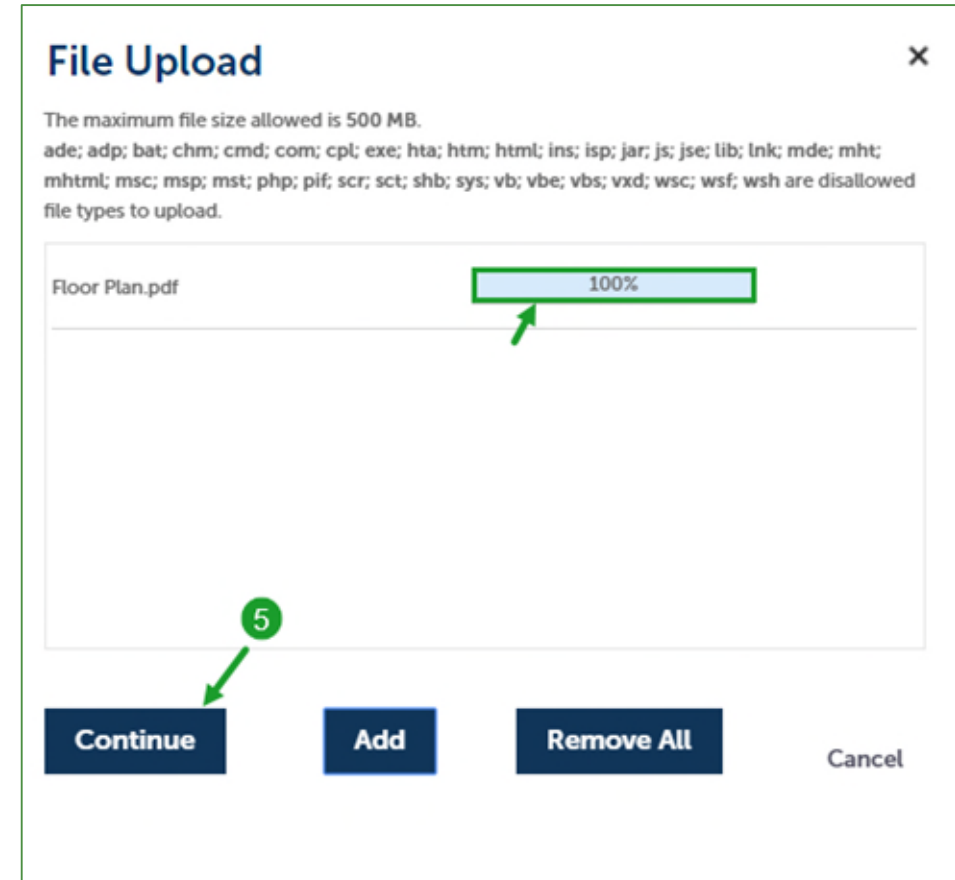 File Upload
×
The maximum file size allowed is 500 MB.
ade; adp; bat; chm; cmd; com; cpl; exe; hta; htm; html; ins; isp; jar; js; jse; lib; lnk; mde; mht;
mhtml; msc; msp; mst; php; pif; scr; sct; shb; sys; vb; vbe; vbs; vxd; wsc; wsf; wsh are disallowed
file types to upload.
Floor Plan.pdf 100%
5
Continue Add Remove All Cancel